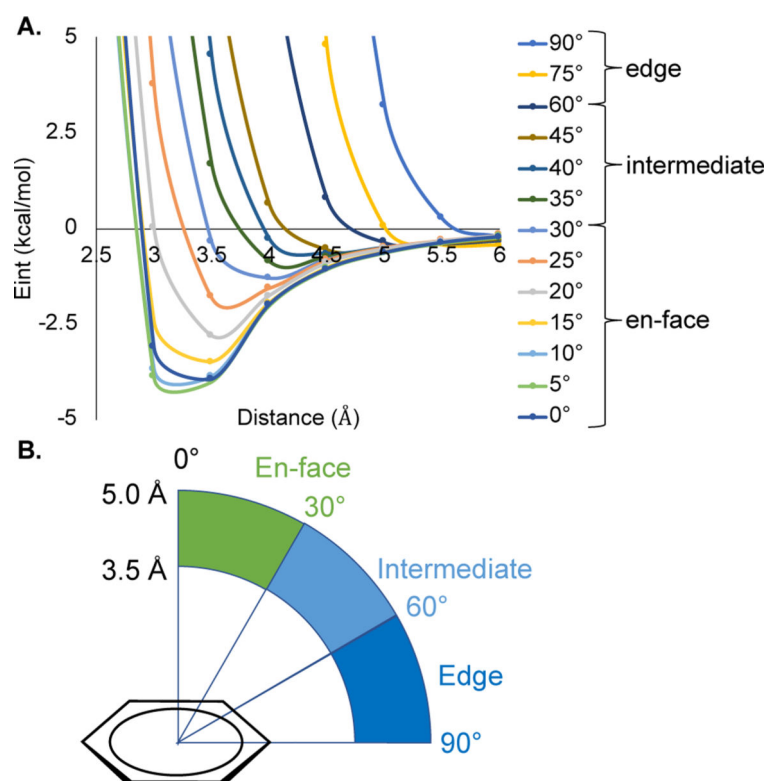 A.
5
2.5
0
-2.5
-5
Eint (kcal/mol)
2.5 3 3.5 4 4.5 5 5.5 6
Distance (Å)
90°
75°
60°
45°
40°
35°
30°
25°
20°
15°
10°
5°
0°
edge
intermediate
en-face
B.
0°
5.0 Å
3.5 Å
En-face
30°
Intermediate
60°
Edge
90°